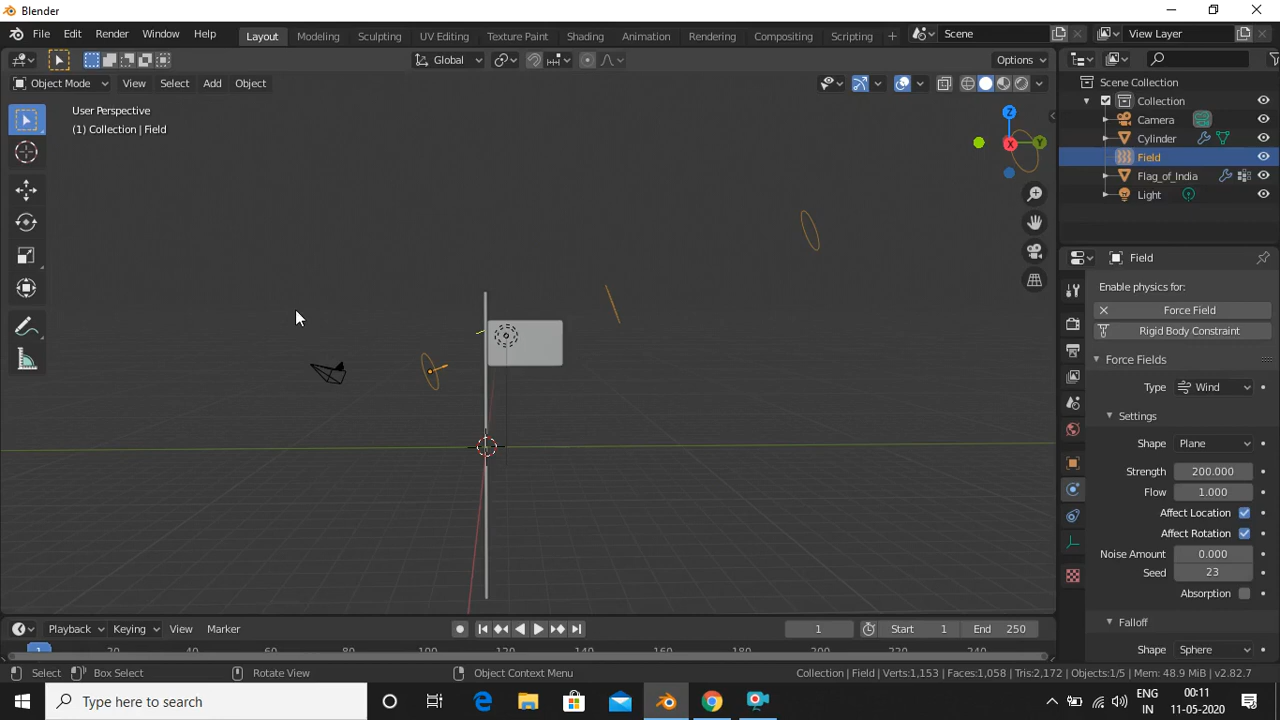 Blender
File Edit Render Window Help Layout Modeling Sculpting UV Editing Texture Paint Shading Animation Rendering Compositing Scripting + Scene View Layer
Global Options
Object Mode View Select Add Object
User Perspective
(1) Collection | Field
Z
X
Y
Scene Collection
Collection
Camera
Cylinder
Field
Flag_of_India
Light
Field
Enable physics for:
Force Field
Rigid Body Constraint
Force Fields
Type Wind
Settings
Shape Plane
Strength 200.000
Flow 1.000
Affect Location
Affect Rotation
Noise Amount 0.000
Seed 23
Absorption
Falloff
Shape Sphere
Playback Keying View Marker 1 Start 1 End 250
1 20 40 60 80 100 120 140 160 180 200 220 240
Select Box Select Rotate View Object Context Menu Collection | Field | Verts:1,153 | Faces:1,058 | Tris:2,172 | Objects:1/5 | Mem: 48.9 MiB | v2.82.7
Type here to search
ENG
IN
00:11
11-05-2020